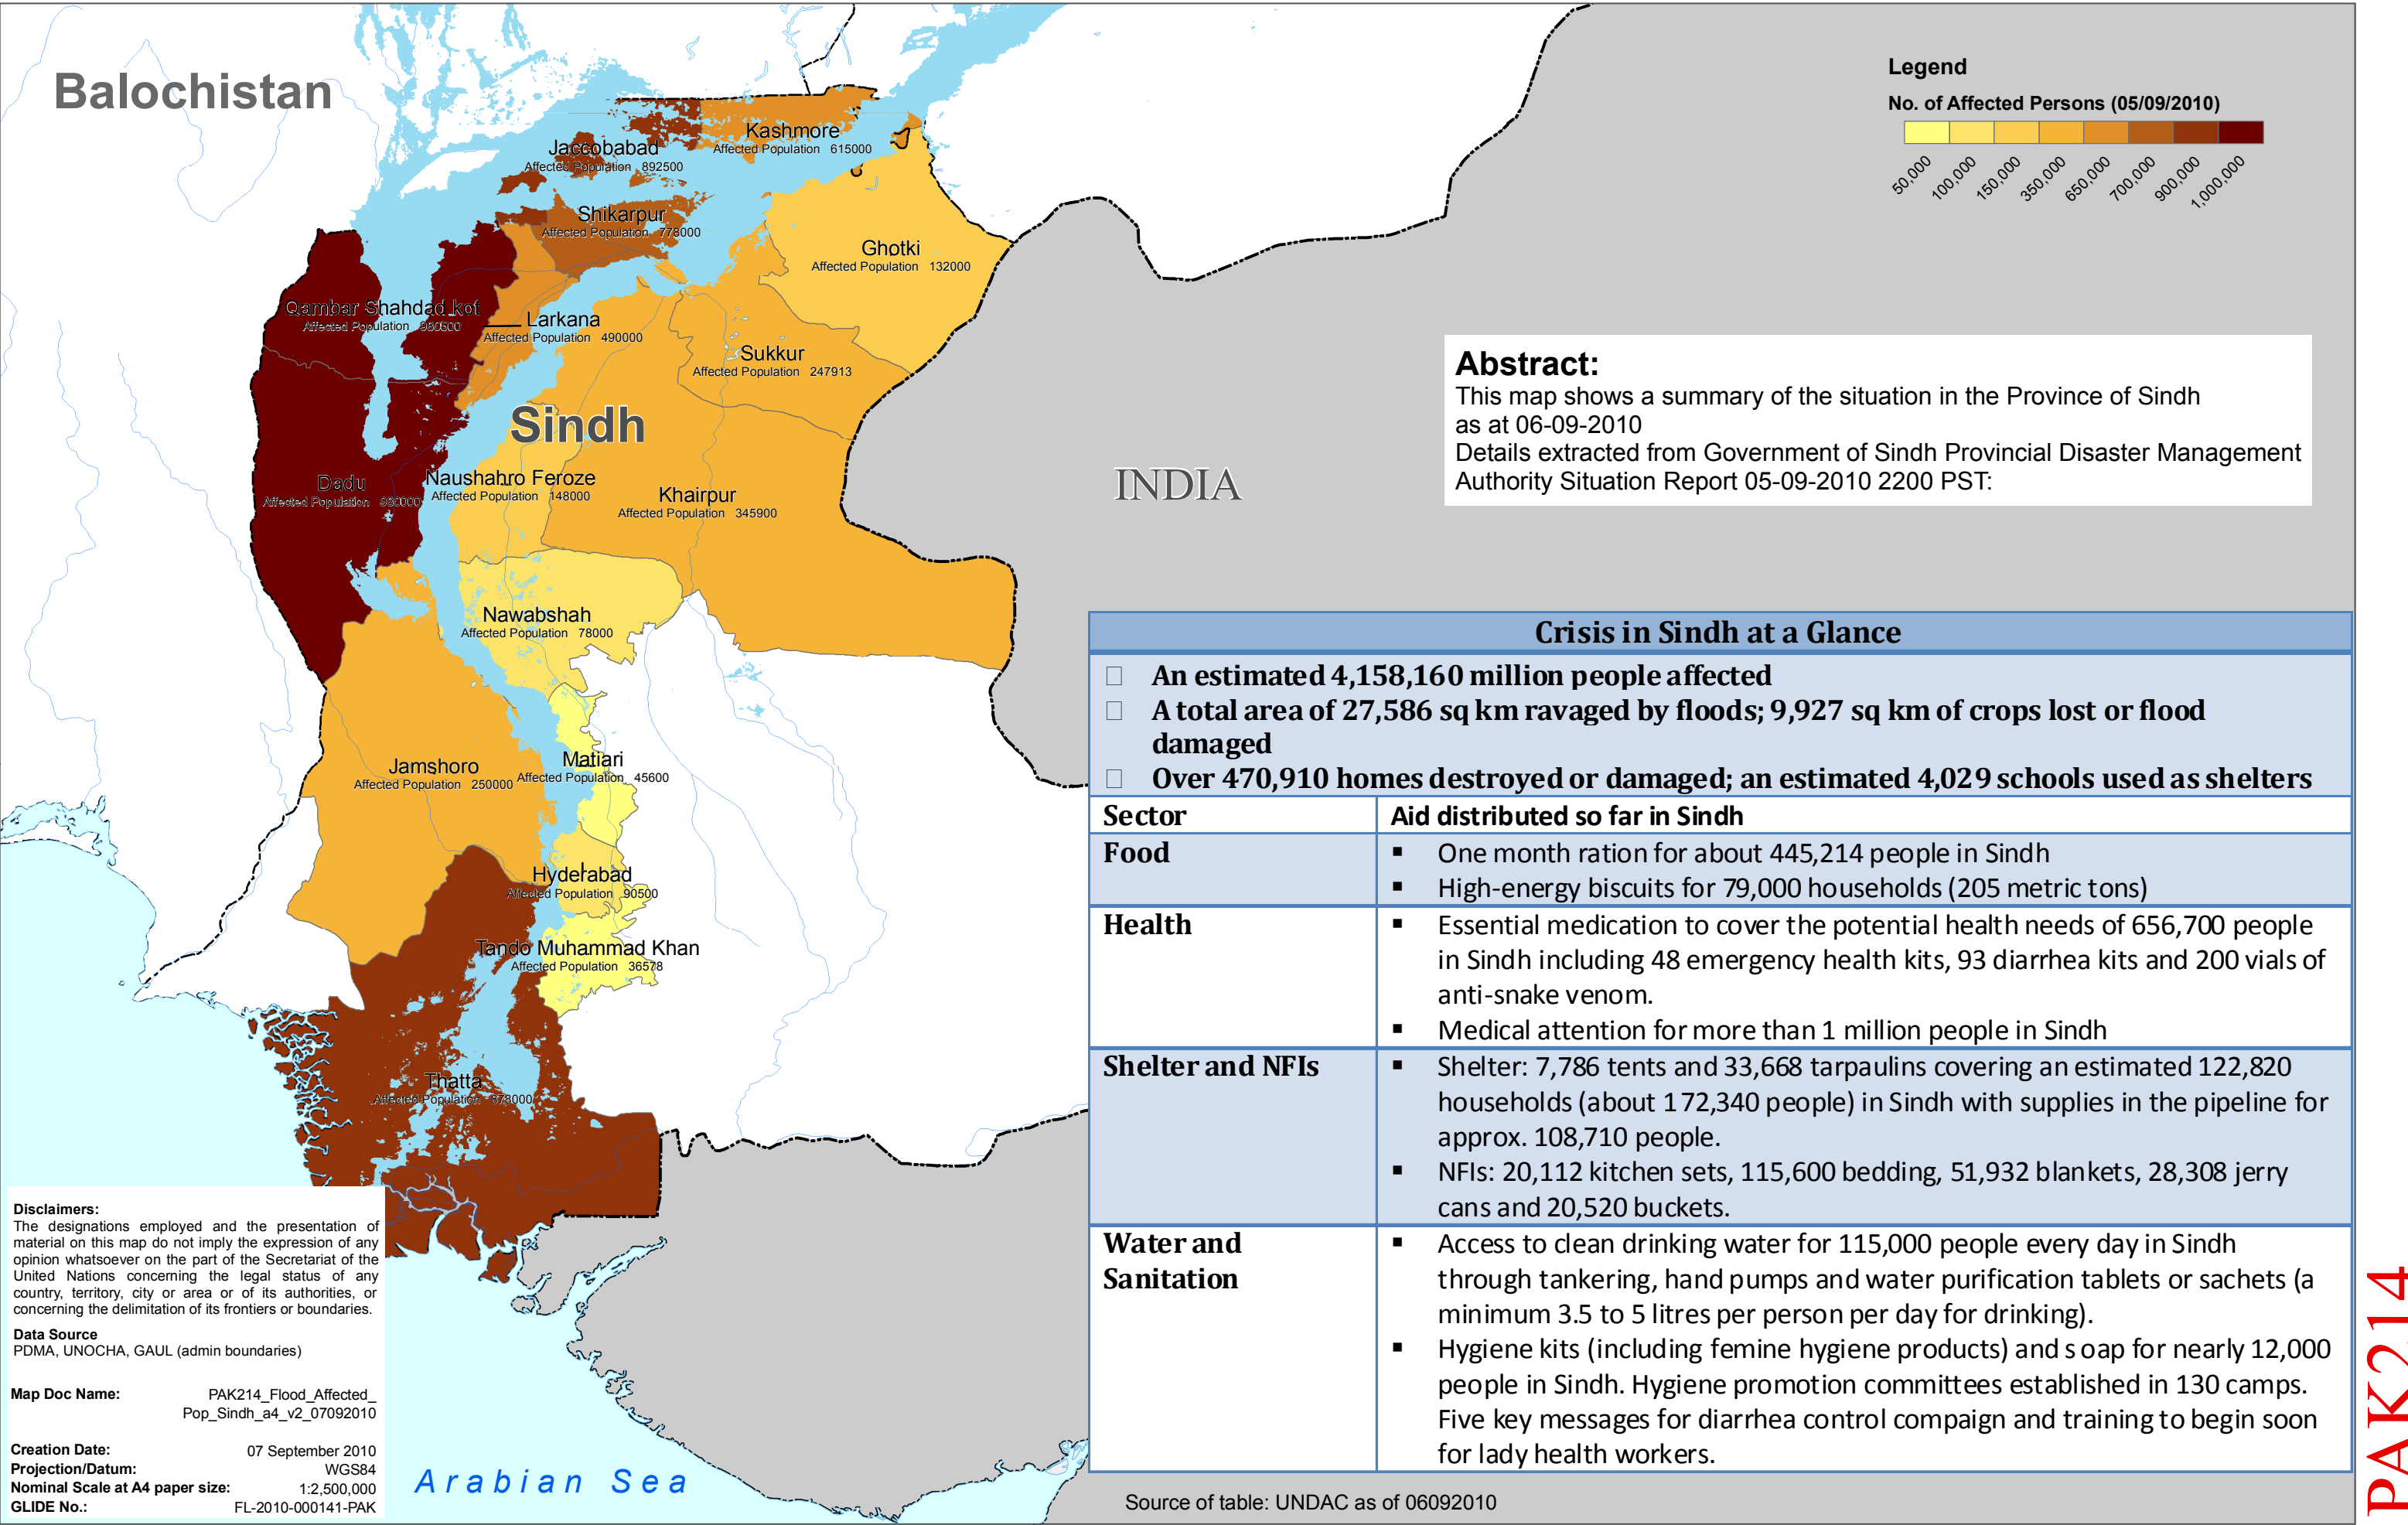 Balochistan
Legend
No. of Affected Persons (05/09/2010)
50,000
100,000
150,000
350,000
650,000
700,000
900,000
1,000,000
Kashmore
Affected Population 615000
Jaccobabad
Affected Population 892500
Shikarpur
Affected Population 778000
Ghotki
Affected Population 132000
Qambar Shahdad kot
Affected Population 980500
Larkana
Affected Population 490000
Sukkur
Affected Population 247913
Sindh
Naushahro Feroze
Affected Population 148000
Dadu
Affected Population
Khairpur
Affected Population 345900
INDIA
Abstract:
This map shows a summary of the situation in the Province of Sindh
as at 06-09-2010
Details extracted from Government of Sindh Provincial Disaster Management
Authority Situation Report 05-09-2010 2200 PST:
Nawabshah
Affected Population 78000
Jamshoro
Affected Population 250000
Matiari
Affected Population 45600
Hyderabad
Affected Population 90500
Tando Muhammad Khan
Affected Population 36578
Thatta
Affected Population 878000
Crisis in Sindh at a Glance
An estimated 4,158,160 million people affected
A total area of 27,586 sq km ravaged by floods; 9,927 sq km of crops lost or flood
damaged
Over 470,910 homes destroyed or damaged; an estimated 4,029 schools used as shelters
Sector Aid distributed so far in Sindh
Food
▪ One month ration for about 445,214 people in Sindh
▪ High-energy biscuits for 79,000 households (205 metric tons)
Health
▪ Essential medication to cover the potential health needs of 656,700 people
in Sindh including 48 emergency health kits, 93 diarrhea kits and 200 vials of
anti-snake venom.
▪ Medical attention for more than 1 million people in Sindh
Shelter and NFIs
▪ Shelter: 7,786 tents and 33,668 tarpaulins covering an estimated 122,820
households (about 172,340 people) in Sindh with supplies in the pipeline for
approx. 108,710 people.
▪ NFIs: 20,112 kitchen sets, 115,600 bedding, 51,932 blankets, 28,308 jerry
cans and 20,520 buckets.
Water and
Sanitation
▪ Access to clean drinking water for 115,000 people every day in Sindh
through tankering, hand pumps and water purification tablets or sachets (a
minimum 3.5 to 5 litres per person per day for drinking).
▪ Hygiene kits (including femine hygiene products) and soap for nearly 12,000
people in Sindh. Hygiene promotion committees established in 130 camps.
Five key messages for diarrhea control compaign and training to begin soon
for lady health workers.
Source of table: UNDAC as of 06092010
Disclaimers:
The designations employed and the presentation of
material on this map do not imply the expression of any
opinion whatsoever on the part of the Secretariat of the
United Nations concerning the legal status of any
country, territory, city or area or of its authorities, or
concerning the delimitation of its frontiers or boundaries.
Data Source
PDMA, UNOCHA, GAUL (admin boundaries)
Map Doc Name: PAK214_Flood_Affected_
Pop_Sindh_a4_v2_07092010
Creation Date: 07 September 2010
Projection/Datum: WGS84
Nominal Scale at A4 paper size: 1:2,500,000
GLIDE No.: FL-2010-000141-PAK
Arabian Sea
PAK214